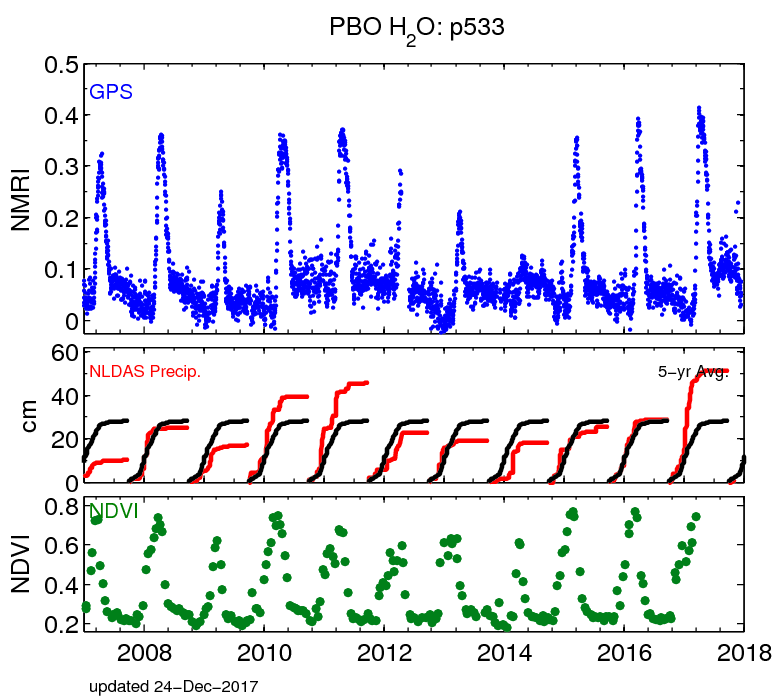 PBO H₂O: p533
0.5
GPS
0.4
0.3
NMRI
0.2
0.1
0
60
NLDAS Precip.
5−yr Avg.
40
cm
20
0
0.8
NDVI
0.6
NDVI
0.4
0.2
2008 2010 2012 2014 2016 2018
updated 24−Dec−2017